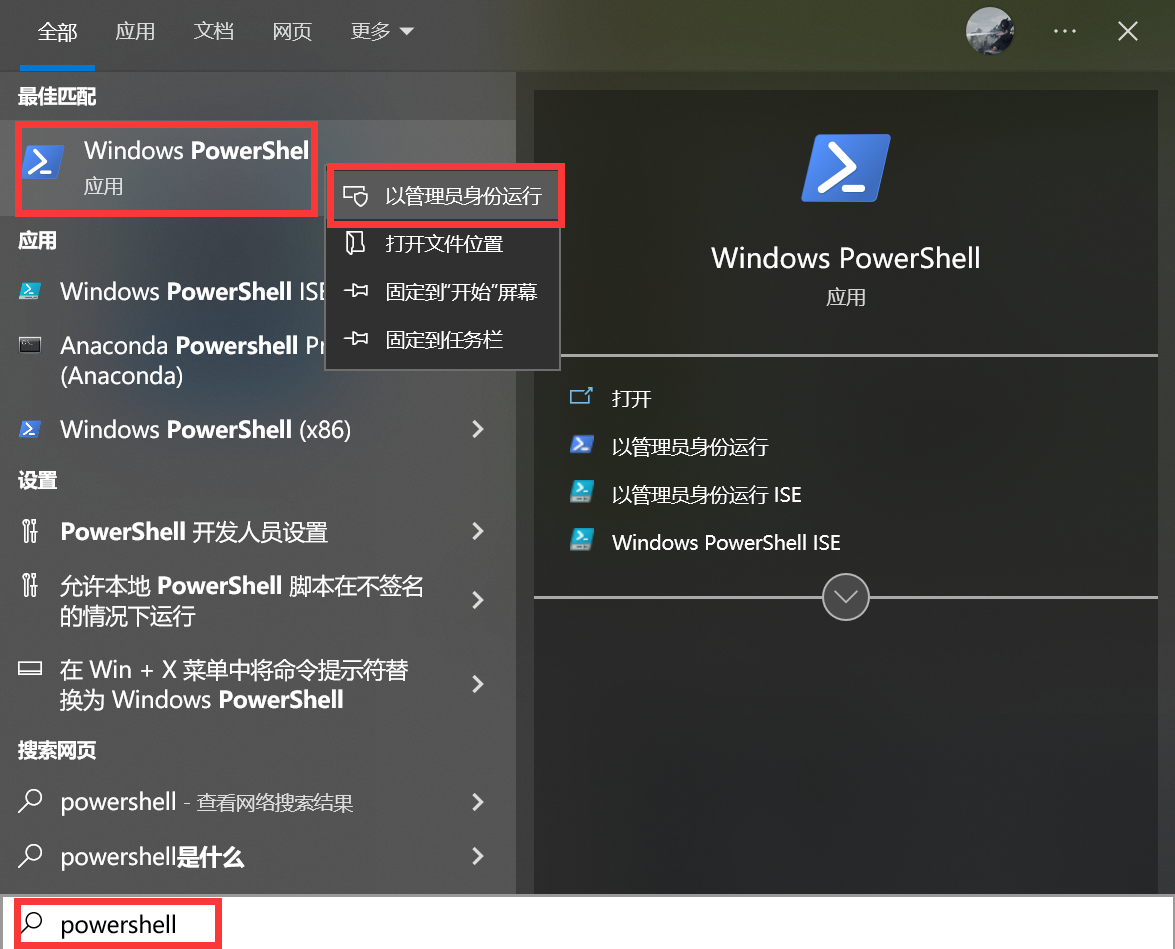 全部
应用
文档
网页
更多
最佳匹配
Windows PowerShel
应用
以管理员身份运行
打开文件位置
固定到“开始”屏幕
固定到任务栏
应用
Windows PowerShell ISE
Anaconda Powershell Pr
(Anaconda)
Windows PowerShell (x86)
设置
PowerShell 开发人员设置
允许本地 PowerShell 脚本在不签名
的情况下运行
在 Win + X 菜单中将命令提示符替
换为 Windows PowerShell
搜索网页
powershell - 查看网络搜索结果
powershell是什么
powershell
Windows PowerShell
应用
打开
以管理员身份运行
以管理员身份运行 ISE
Windows PowerShell ISE